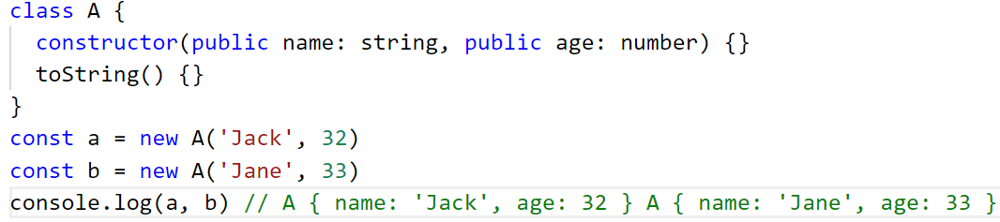 class A {
  constructor(public name: string, public age: number) {}
  toString() {}
}
const a = new A('Jack', 32)
const b = new A('Jane', 33)
console.log(a, b) // A { name: 'Jack', age: 32 } A { name: 'Jane', age: 33 }